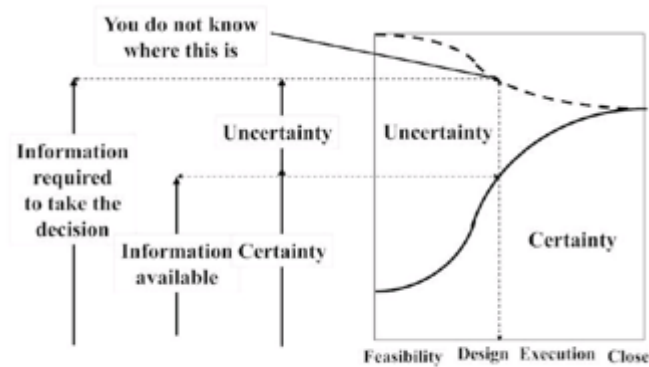 You do not know
where this is
Uncertainty
Uncertainty
Information
required
to take the
decision
Information
available
Certainty
Certainty
Feasibility Design Execution Close